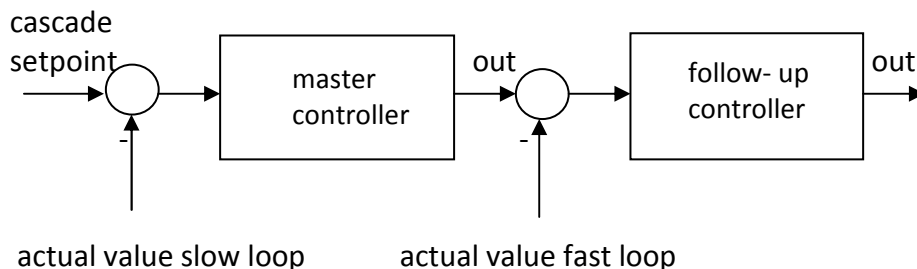 cascade
setpoint
master
controller
out
follow- up
controller
out
-
-
actual value slow loop
actual value fast loop